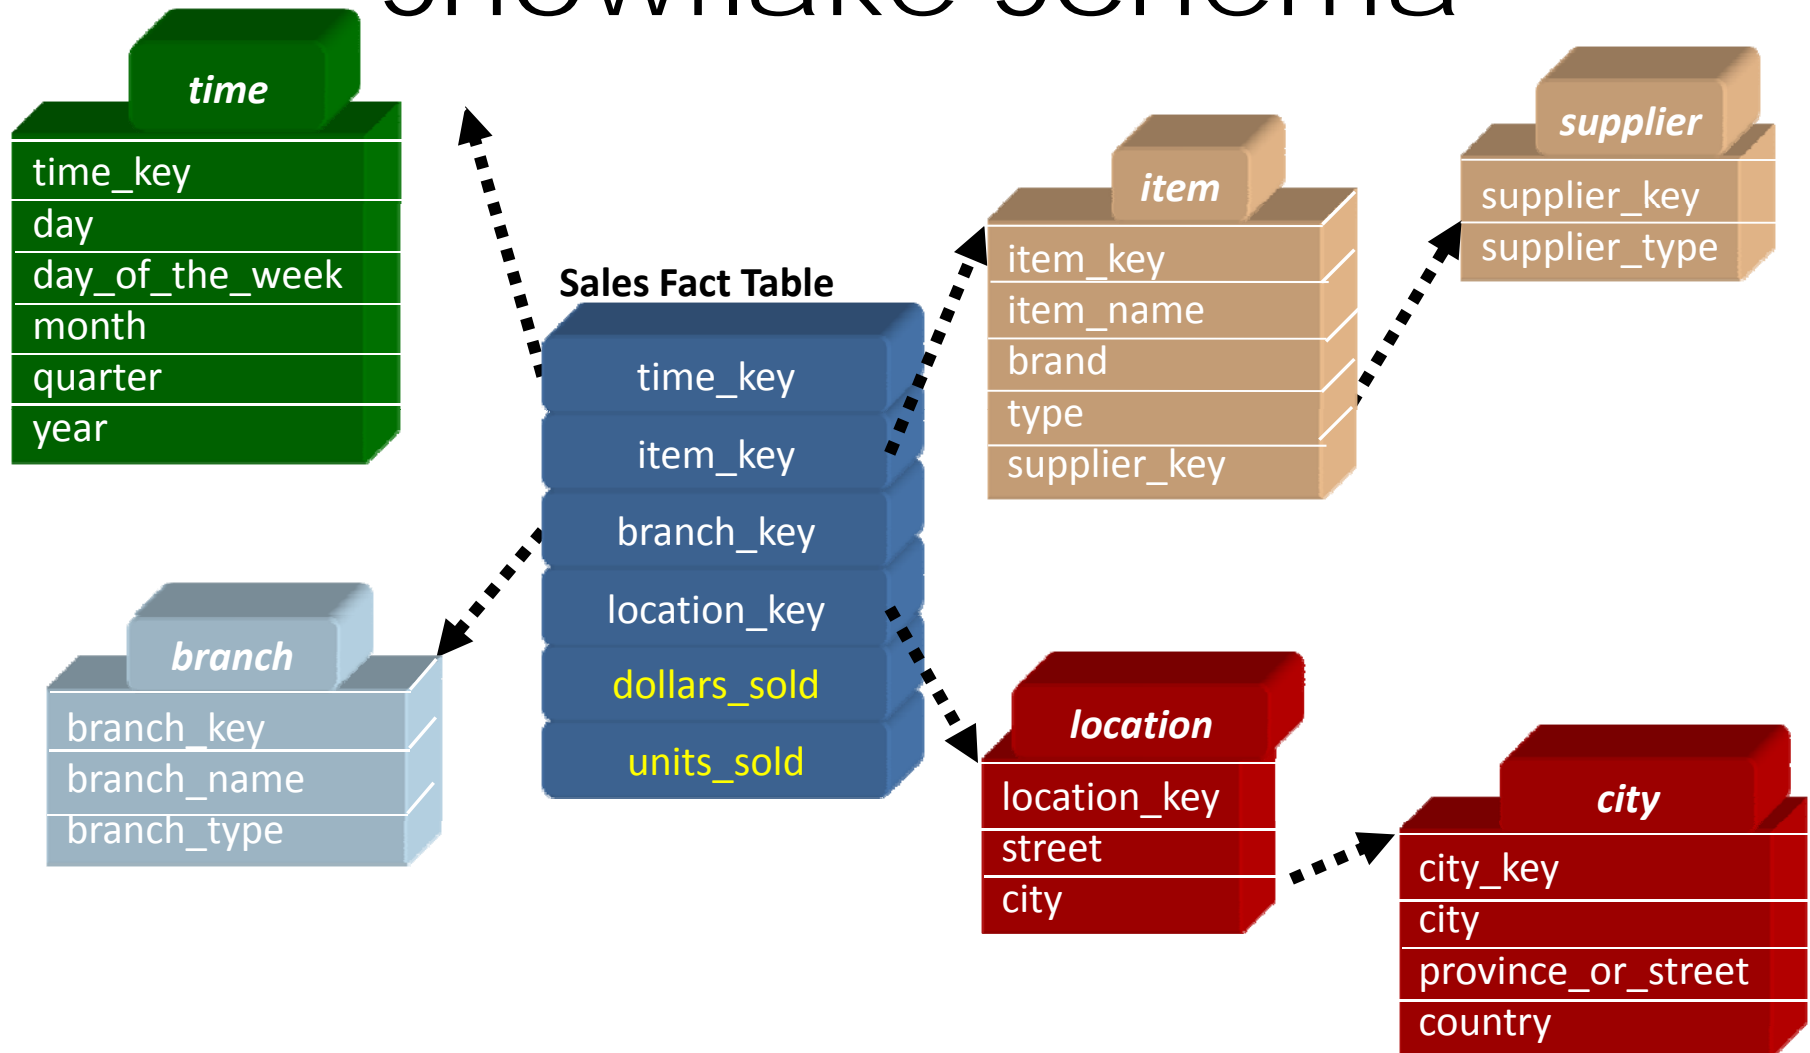 Snowflake Schema
time
time_key
day
day_of_the_week
month
quarter
year
Sales Fact Table
time_key
item_key
branch_key
location_key
dollars_sold
units_sold
item
item_key
item_name
brand
type
supplier_key
supplier
supplier_key
supplier_type
branch
branch_key
branch_name
branch_type
location
location_key
street
city
city
city_key
city
province_or_street
country